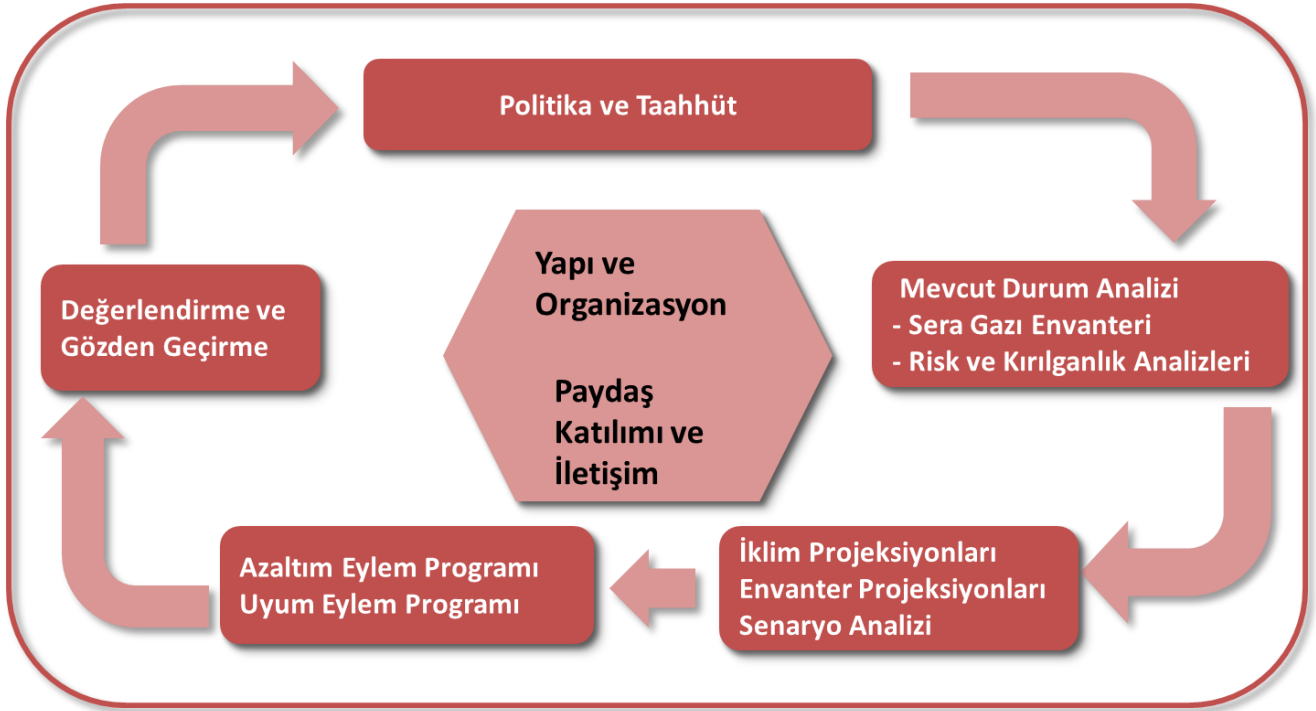 Politika ve Taahhüt
Mevcut Durum Analizi
- Sera Gazı Envanteri
- Risk ve Kırılganlık Analizleri
İklim Projeksiyonları
Envanter Projeksiyonları
Senaryo Analizi
Azaltım Eylem Programı
Uyum Eylem Programı
Değerlendirme ve
Gözden Geçirme
Yapı ve
Organizasyon
Paydaş
Katılımı ve
İletişim